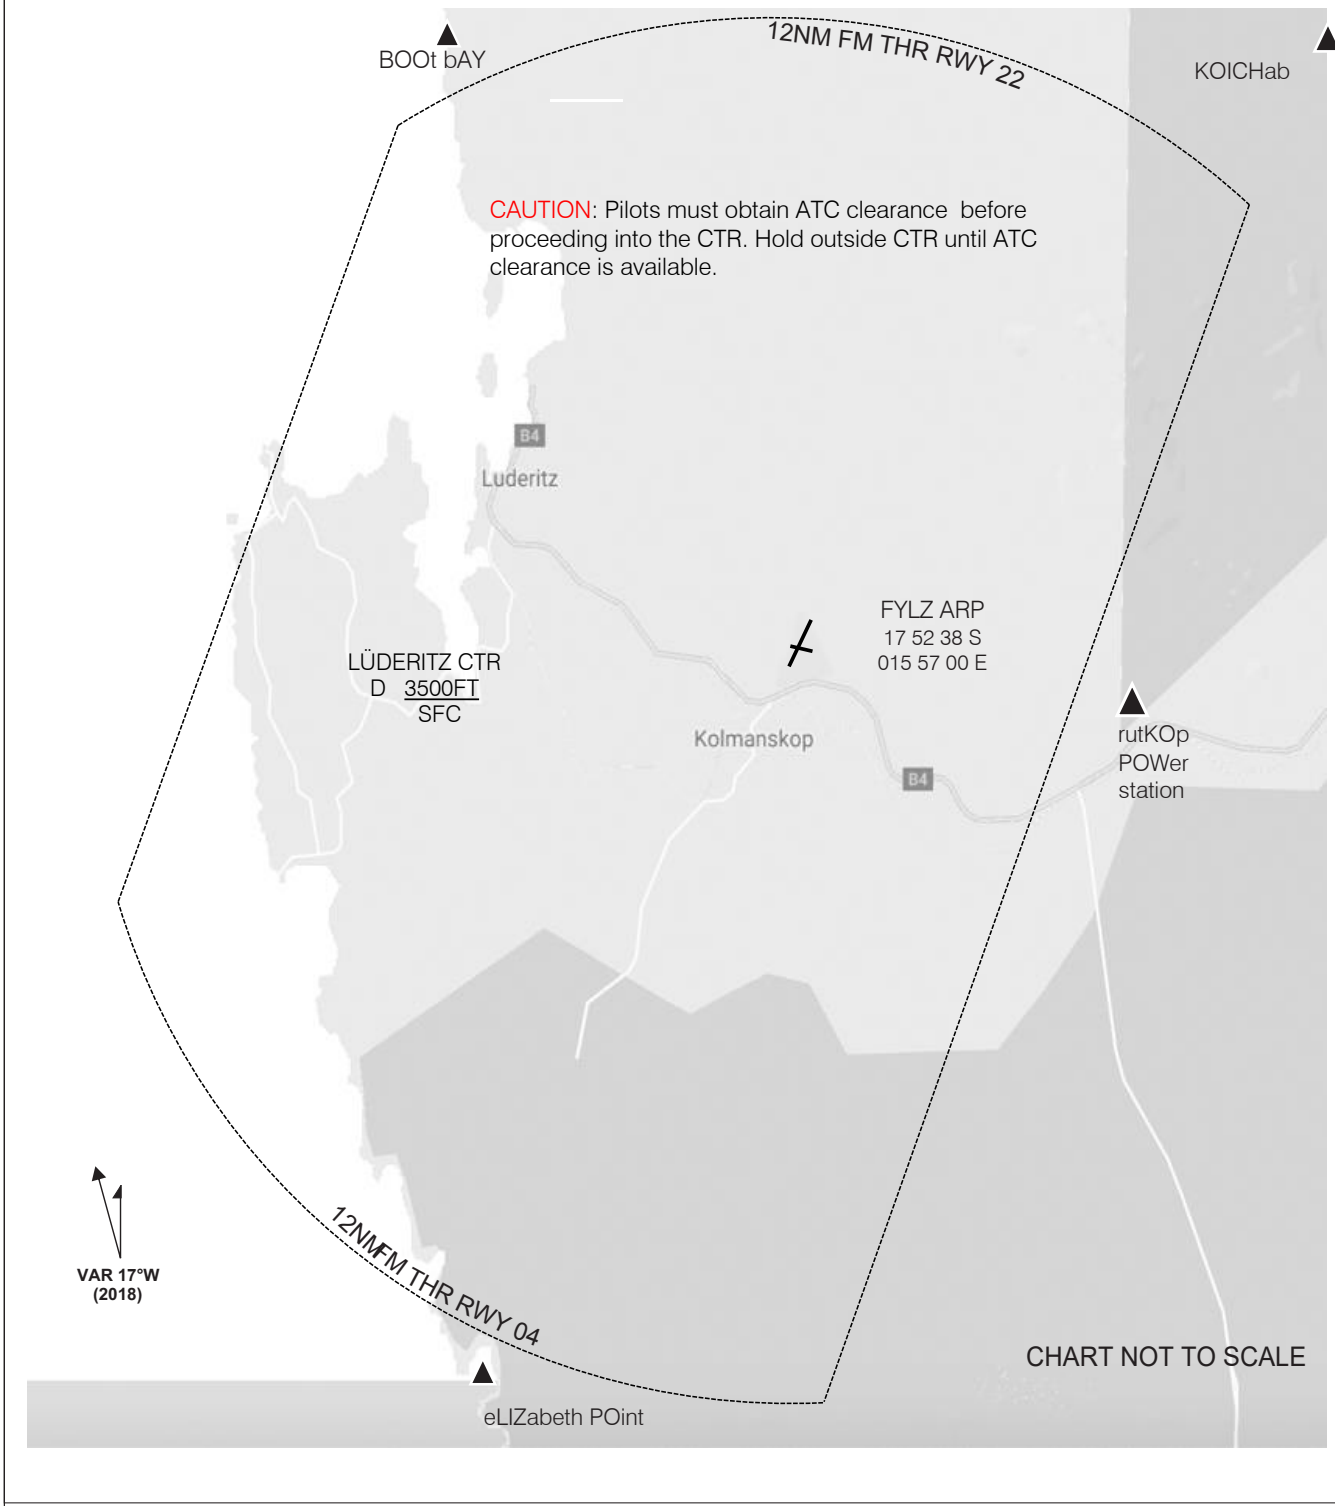 12NM FM THR RWY 22
BOOt bAY
KOICHab
CAUTION: Pilots must obtain ATC clearance before
proceeding into the CTR. Hold outside CTR until ATC
clearance is available.
B4
Luderitz
FYLZ ARP
17 52 38 S
015 57 00 E
LÜDERITZ CTR
D 3500FT
SFC
Kolmanskop
rutKOp
POWer
station
B4
12NMFM THR RWY 04
VAR 17°W
(2018)
CHART NOT TO SCALE
eLIZabeth POint